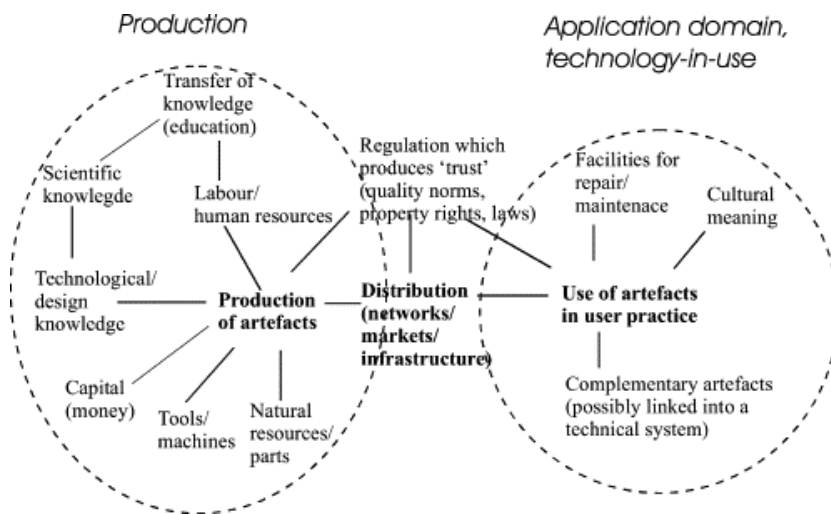 Production
Application domain,
technology-in-use
Transfer of
knowledge
(education)
Scientific
knowlegde
Labour/
human resources
Technological/
design
knowledge
Production
of artefacts
Capital
(money)
Tools/
machines
Natural
resources/
parts
Regulation which
produces ‘trust’
(quality norms,
property rights, laws)
Distribution
(networks/
markets/
infrastructure)
Facilities for
repair/
maintenace
Cultural
meaning
Use of artefacts
in user practice
Complementary artefacts
(possibly linked into a
technical system)